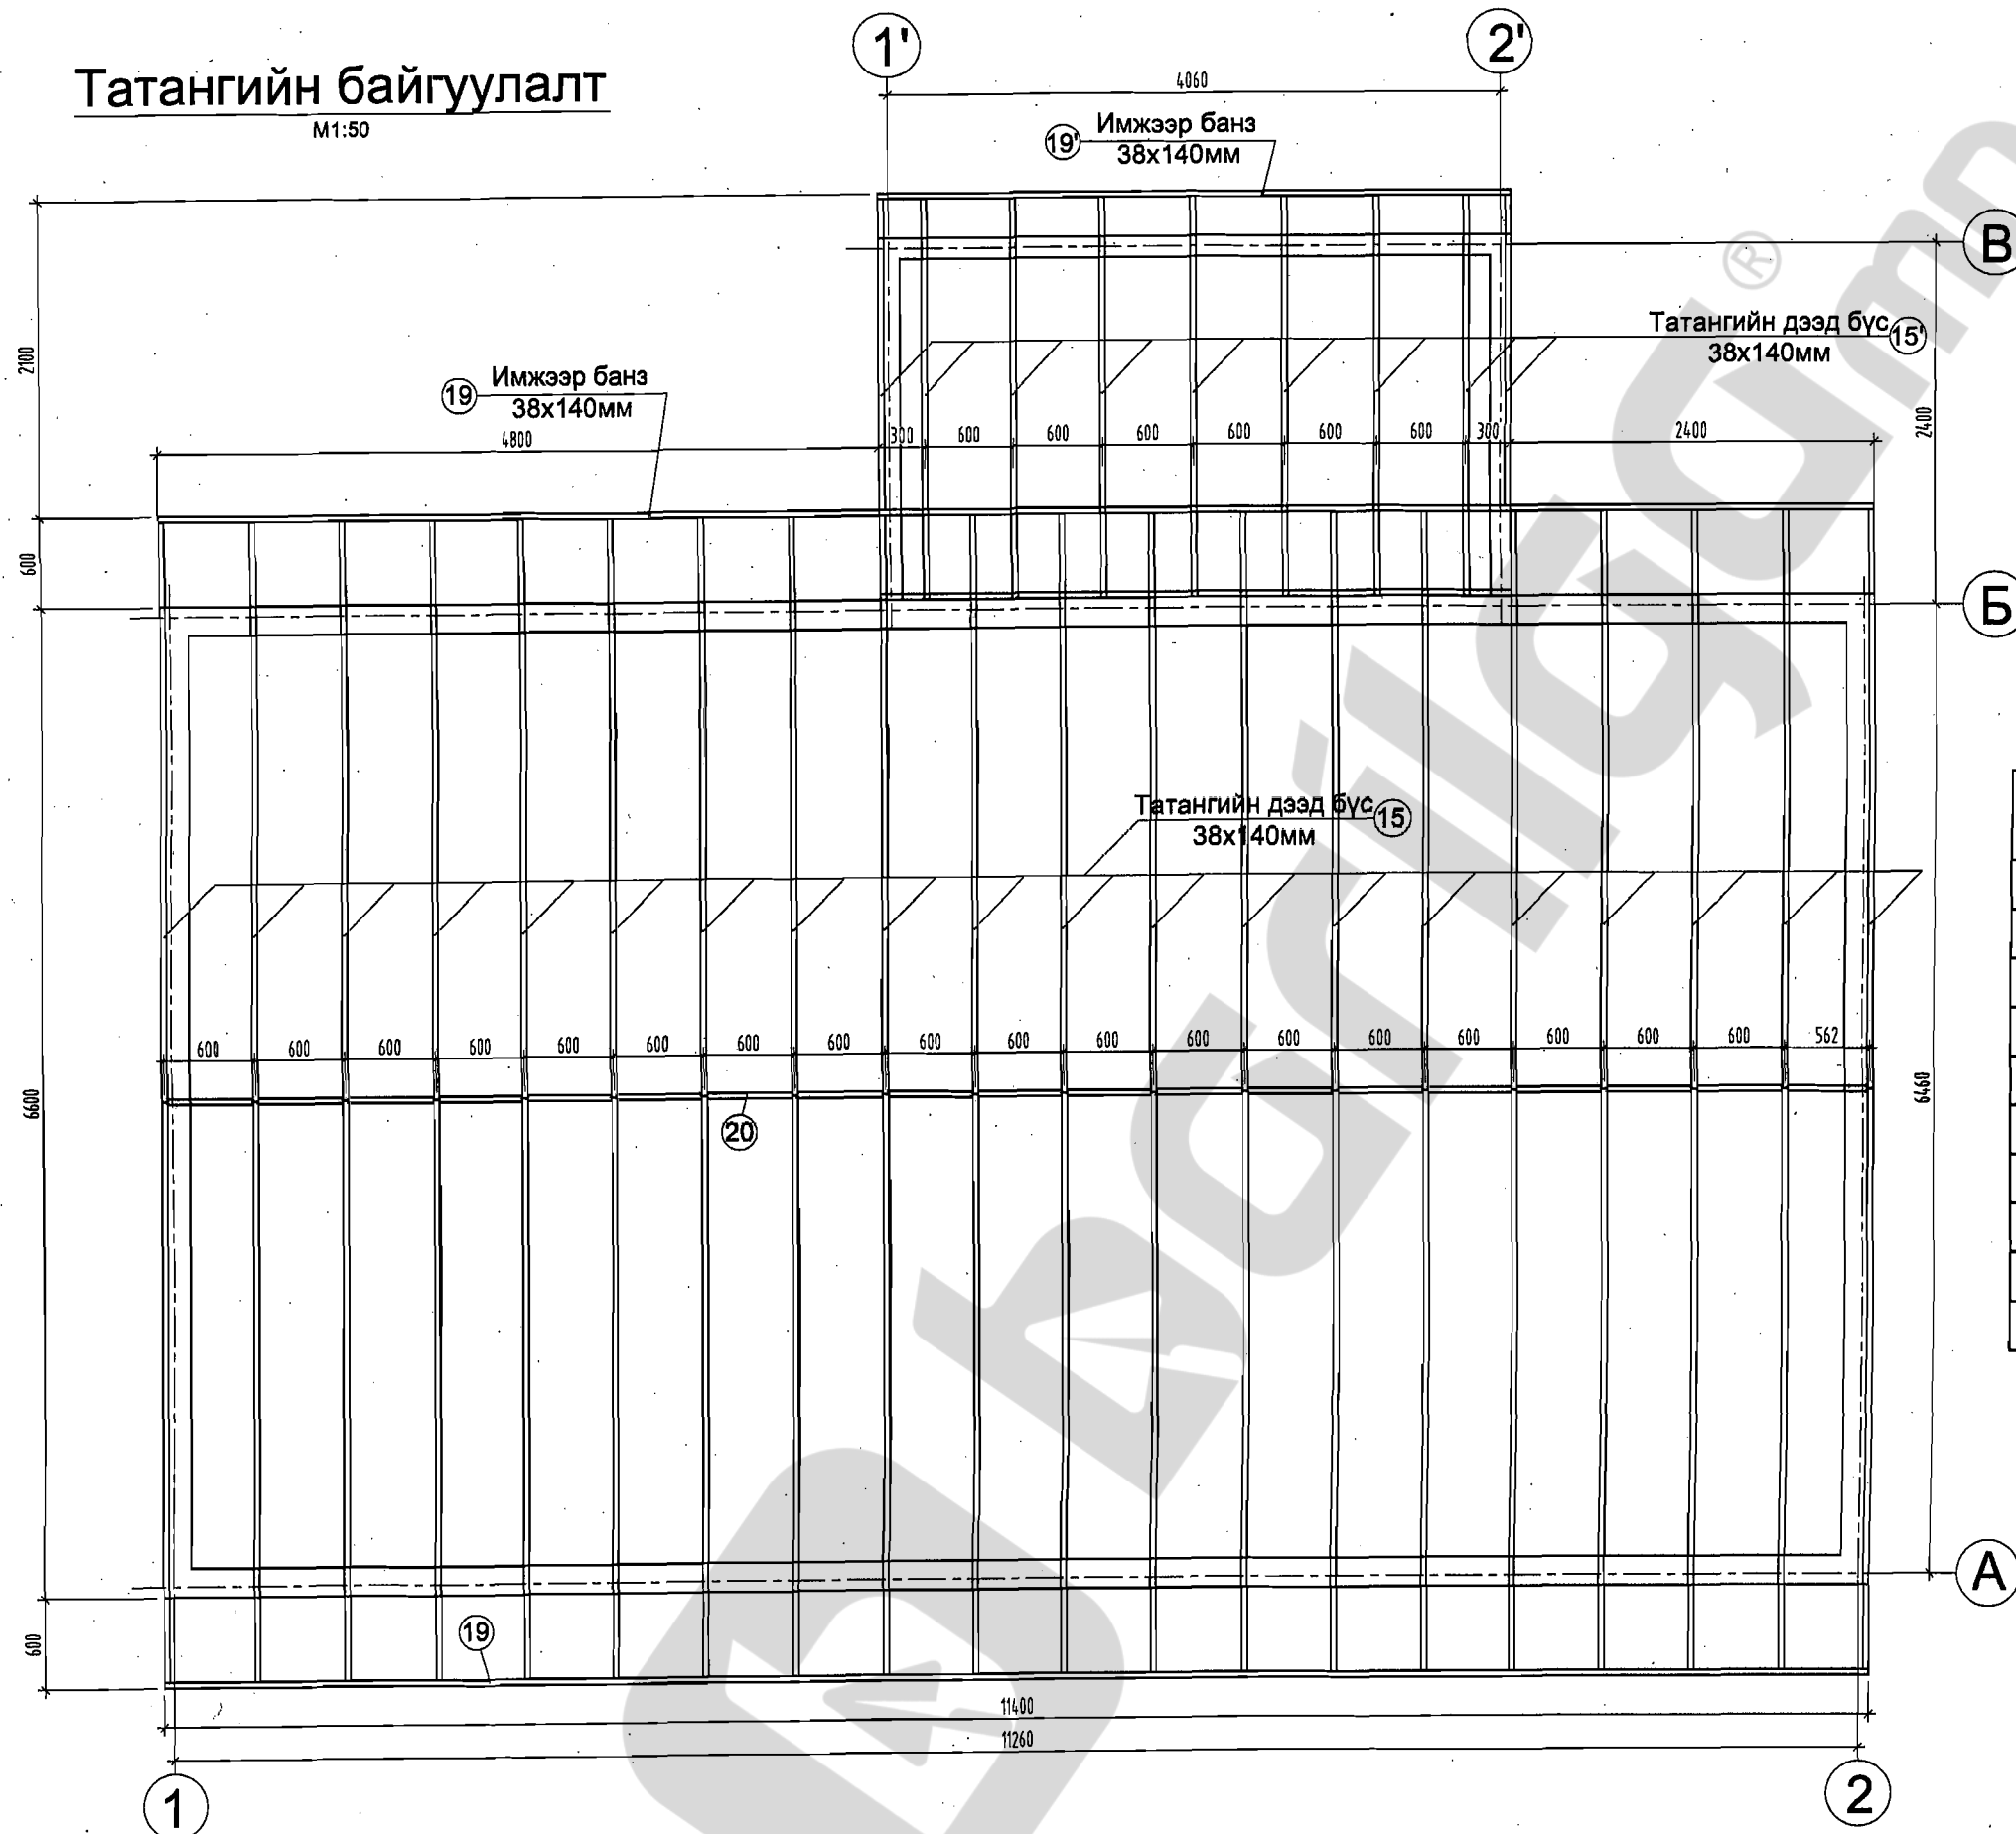 Татангийн байгуулалт
М1:50
1'
2'
4060
19' Имжээр банз
38х140мм
В
2100
Татангийн дээд бүс 15'
38х140мм
19 Имжээр банз
38х140мм
2400
4800
300 600 600 600 600 600 600 300
2400
600
Б
Татангийн дээд бүс 15
38х140мм
600 600 600 600 600 600 600 600 600 600 600 600 600 600 600 600 600 600 562
6600
6460
20
А
600
19
11400
11260
1
2
barilga.mn
®